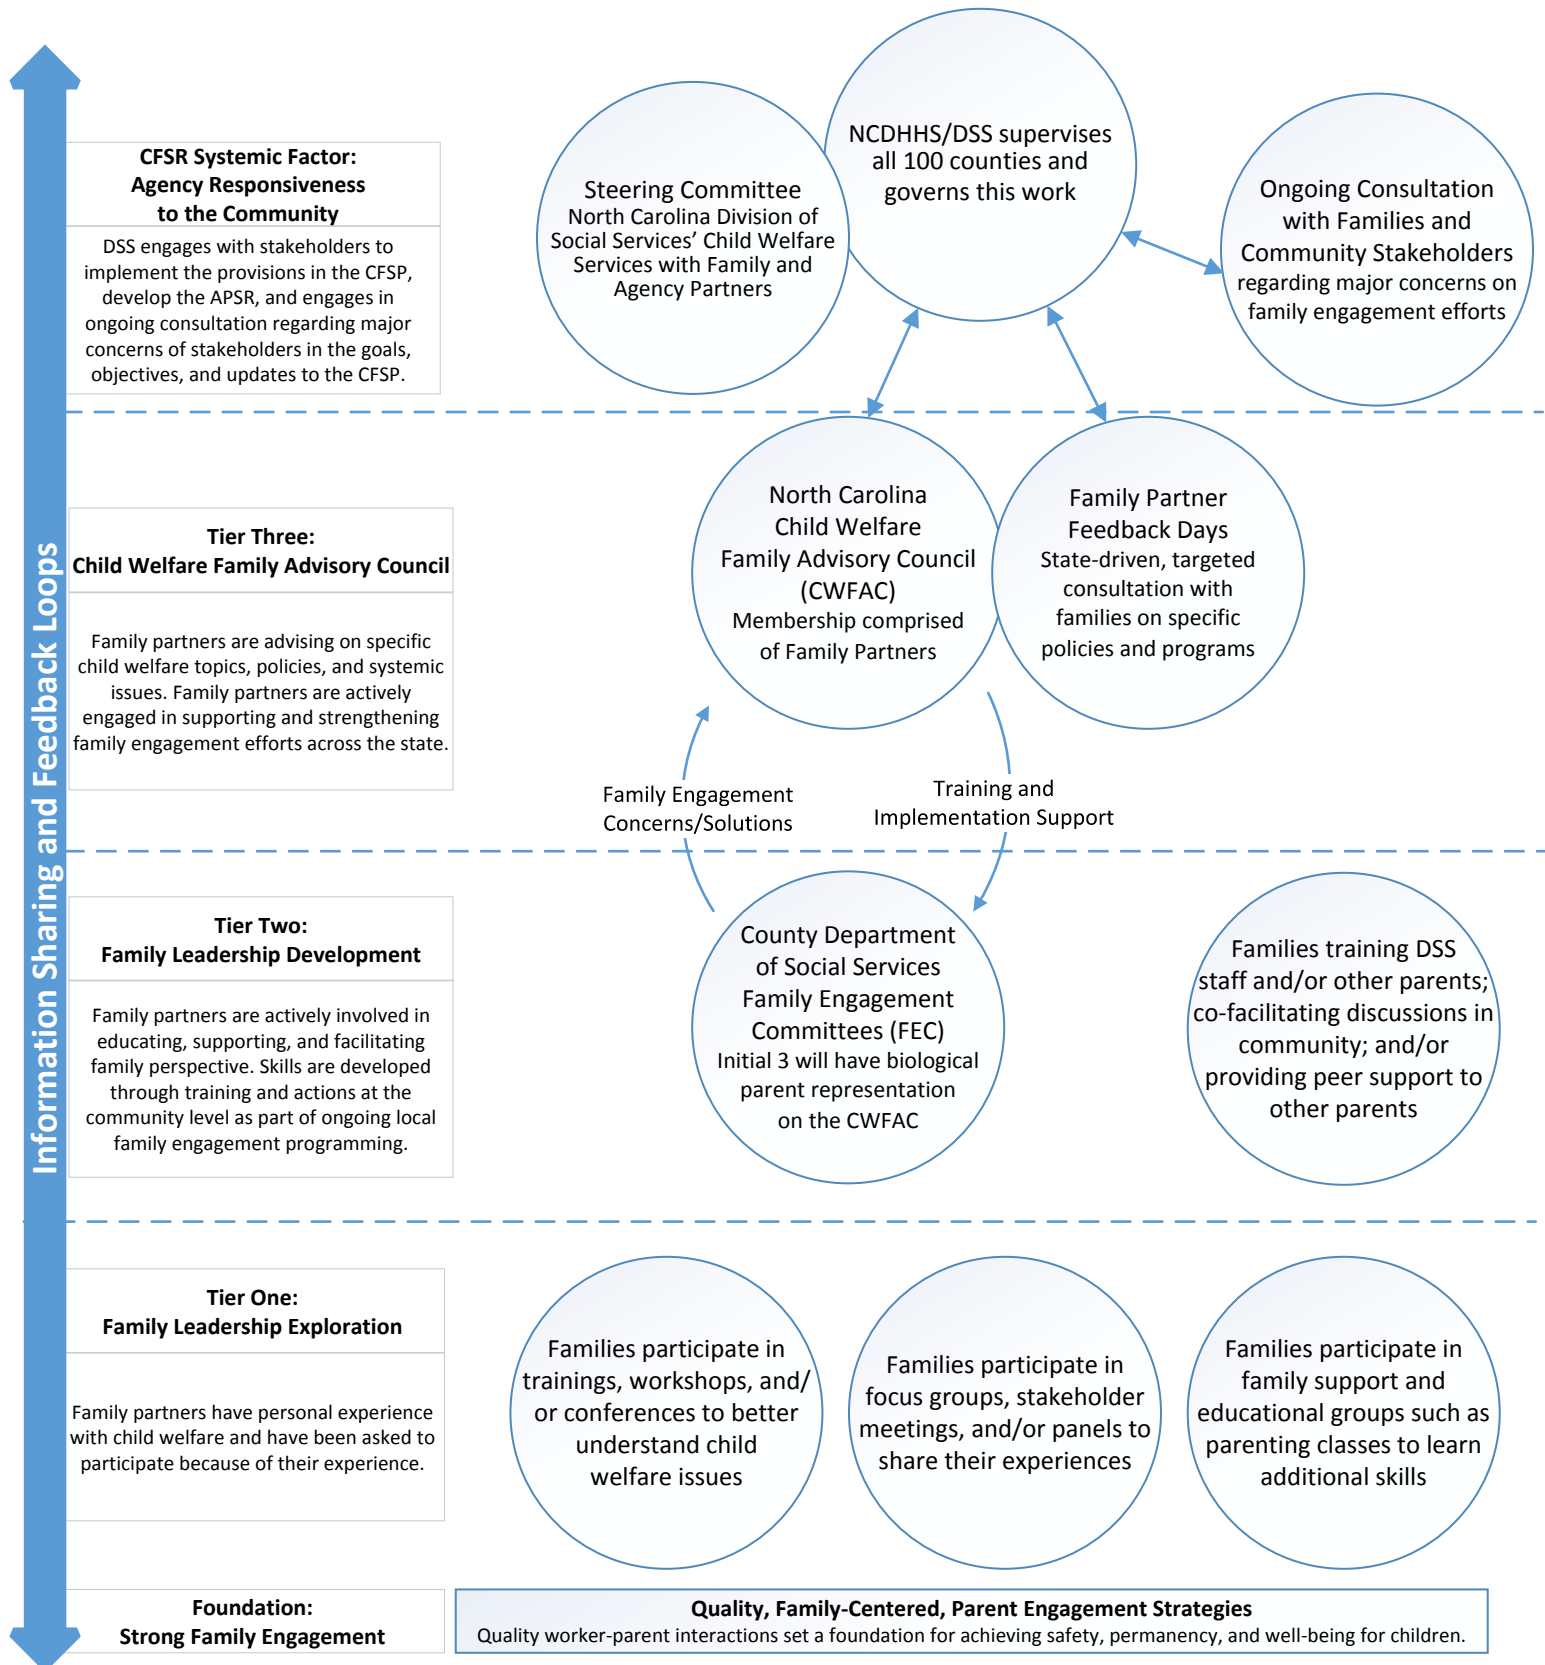 Information Sharing and Feedback Loops
CFSR Systemic Factor:
Agency Responsiveness
to the Community
DSS engages with stakeholders to
implement the provisions in the CFSP,
develop the APSR, and engages in
ongoing consultation regarding major
concerns of stakeholders in the goals,
objectives, and updates to the CFSP.
Steering Committee
North Carolina Division of
Social Services’ Child Welfare
Services with Family and
Agency Partners
NCDHHS/DSS supervises
all 100 counties and
governs this work
Ongoing Consultation
with Families and
Community Stakeholders
regarding major concerns on
family engagement efforts
Tier Three:
Child Welfare Family Advisory Council
Family partners are advising on specific
child welfare topics, policies, and systemic
issues. Family partners are actively
engaged in supporting and strengthening
family engagement efforts across the state.
North Carolina
Child Welfare
Family Advisory Council
(CWFAC)
Membership comprised
of Family Partners
Family Partner
Feedback Days
State-driven, targeted
consultation with
families on specific
policies and programs
Family Engagement
Concerns/Solutions
Training and
Implementation Support
Tier Two:
Family Leadership Development
Family partners are actively involved in
educating, supporting, and facilitating
family perspective. Skills are developed
through training and actions at the
community level as part of ongoing local
family engagement programming.
County Department
of Social Services
Family Engagement
Committees (FEC)
Initial 3 will have biological
parent representation
on the CWFAC
Families training DSS
staff and/or other parents;
co-facilitating discussions in
community; and/or
providing peer support to
other parents
Tier One:
Family Leadership Exploration
Family partners have personal experience
with child welfare and have been asked to
participate because of their experience.
Families participate in
trainings, workshops, and/
or conferences to better
understand child
welfare issues
Families participate in
focus groups, stakeholder
meetings, and/or panels to
share their experiences
Families participate in
family support and
educational groups such as
parenting classes to learn
additional skills
Foundation:
Strong Family Engagement
Quality, Family-Centered, Parent Engagement Strategies
Quality worker-parent interactions set a foundation for achieving safety, permanency, and well-being for children.